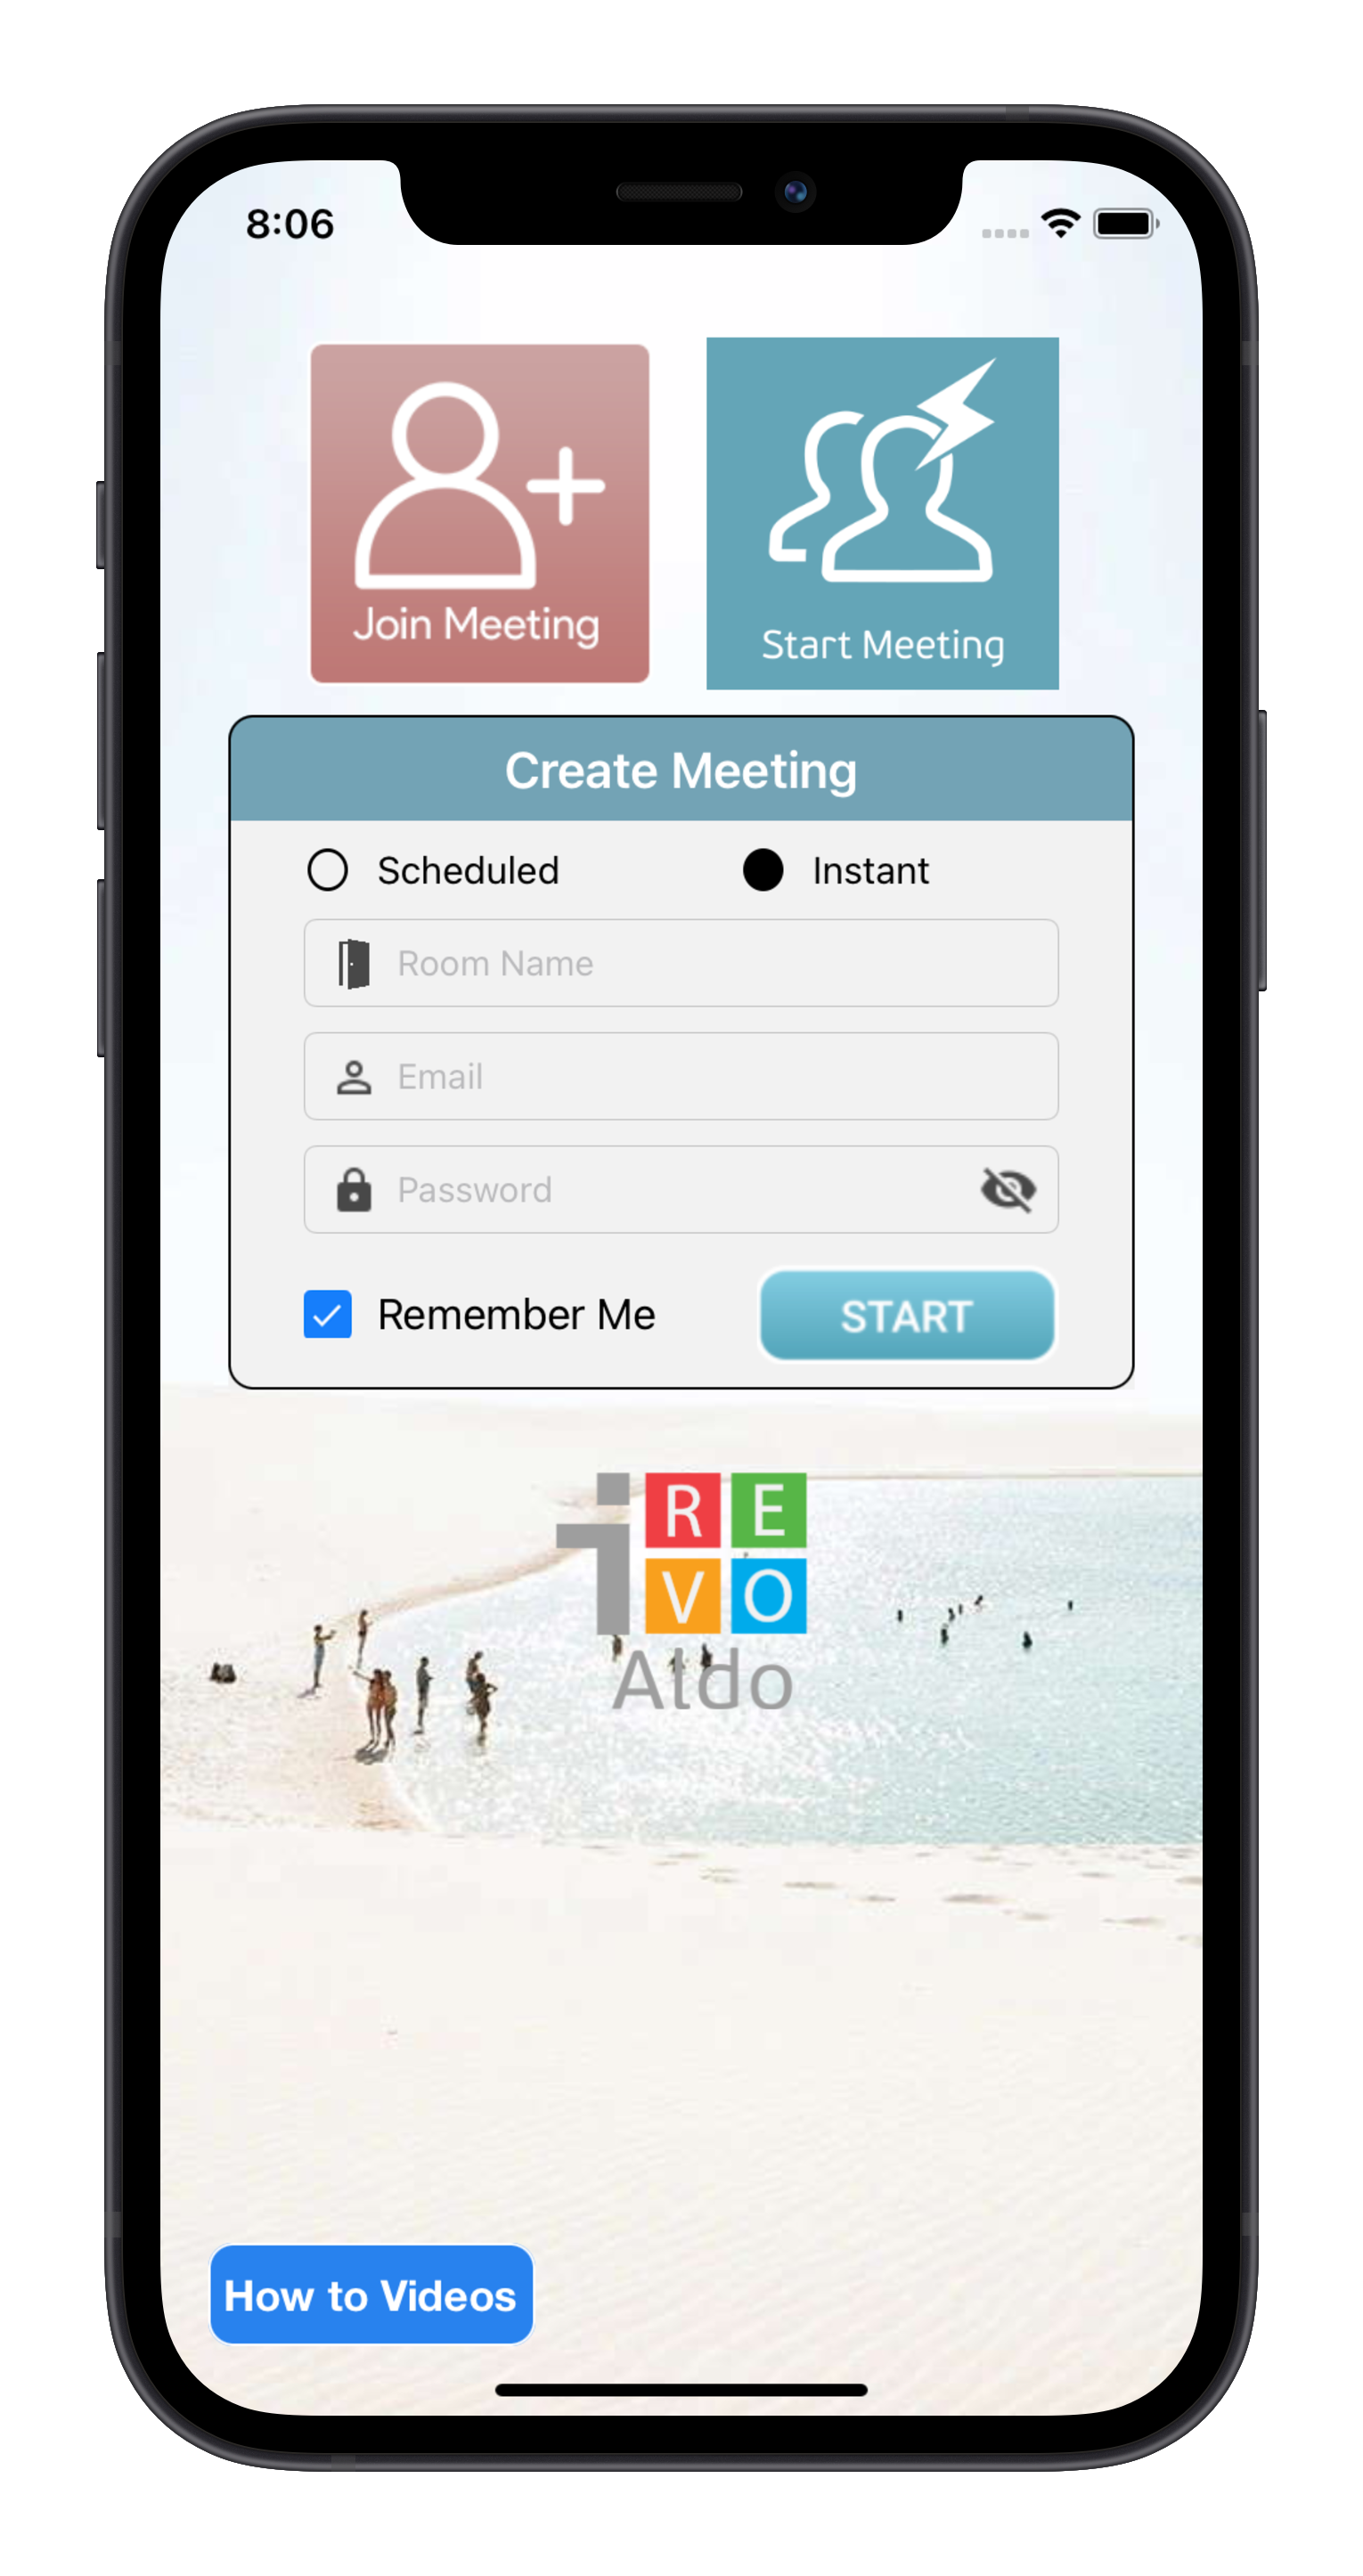 8:06
Join Meeting
Start Meeting
Create Meeting
Scheduled
Instant
Room Name
Email
Password
Remember Me
START
i R E
V O
Aldo
How to Videos